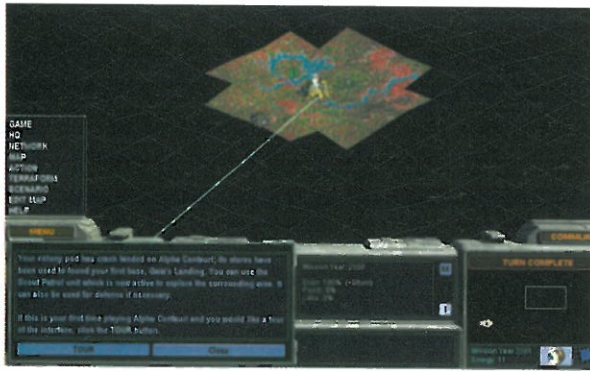 GAME
HQ
NETWORK
MAP
ACTION
TERRAFORM
SCENARIO
EDIT MAP
HELP
MENU
Your colony pod has crash landed on Alpha Centauri; its stores have
been used to found your first base, Gaia's Landing. You can use the
Scout Patrol unit which is now active to explore the surrounding area. It
can also be used for defense if necessary.
If this is your first time playing Alpha Centauri and you would like a tour
of the interface, click the TOUR button.
TOUR
Close
Mission Year
COMMLI
TURN COMPLETE
Mission Year
Energy: 11